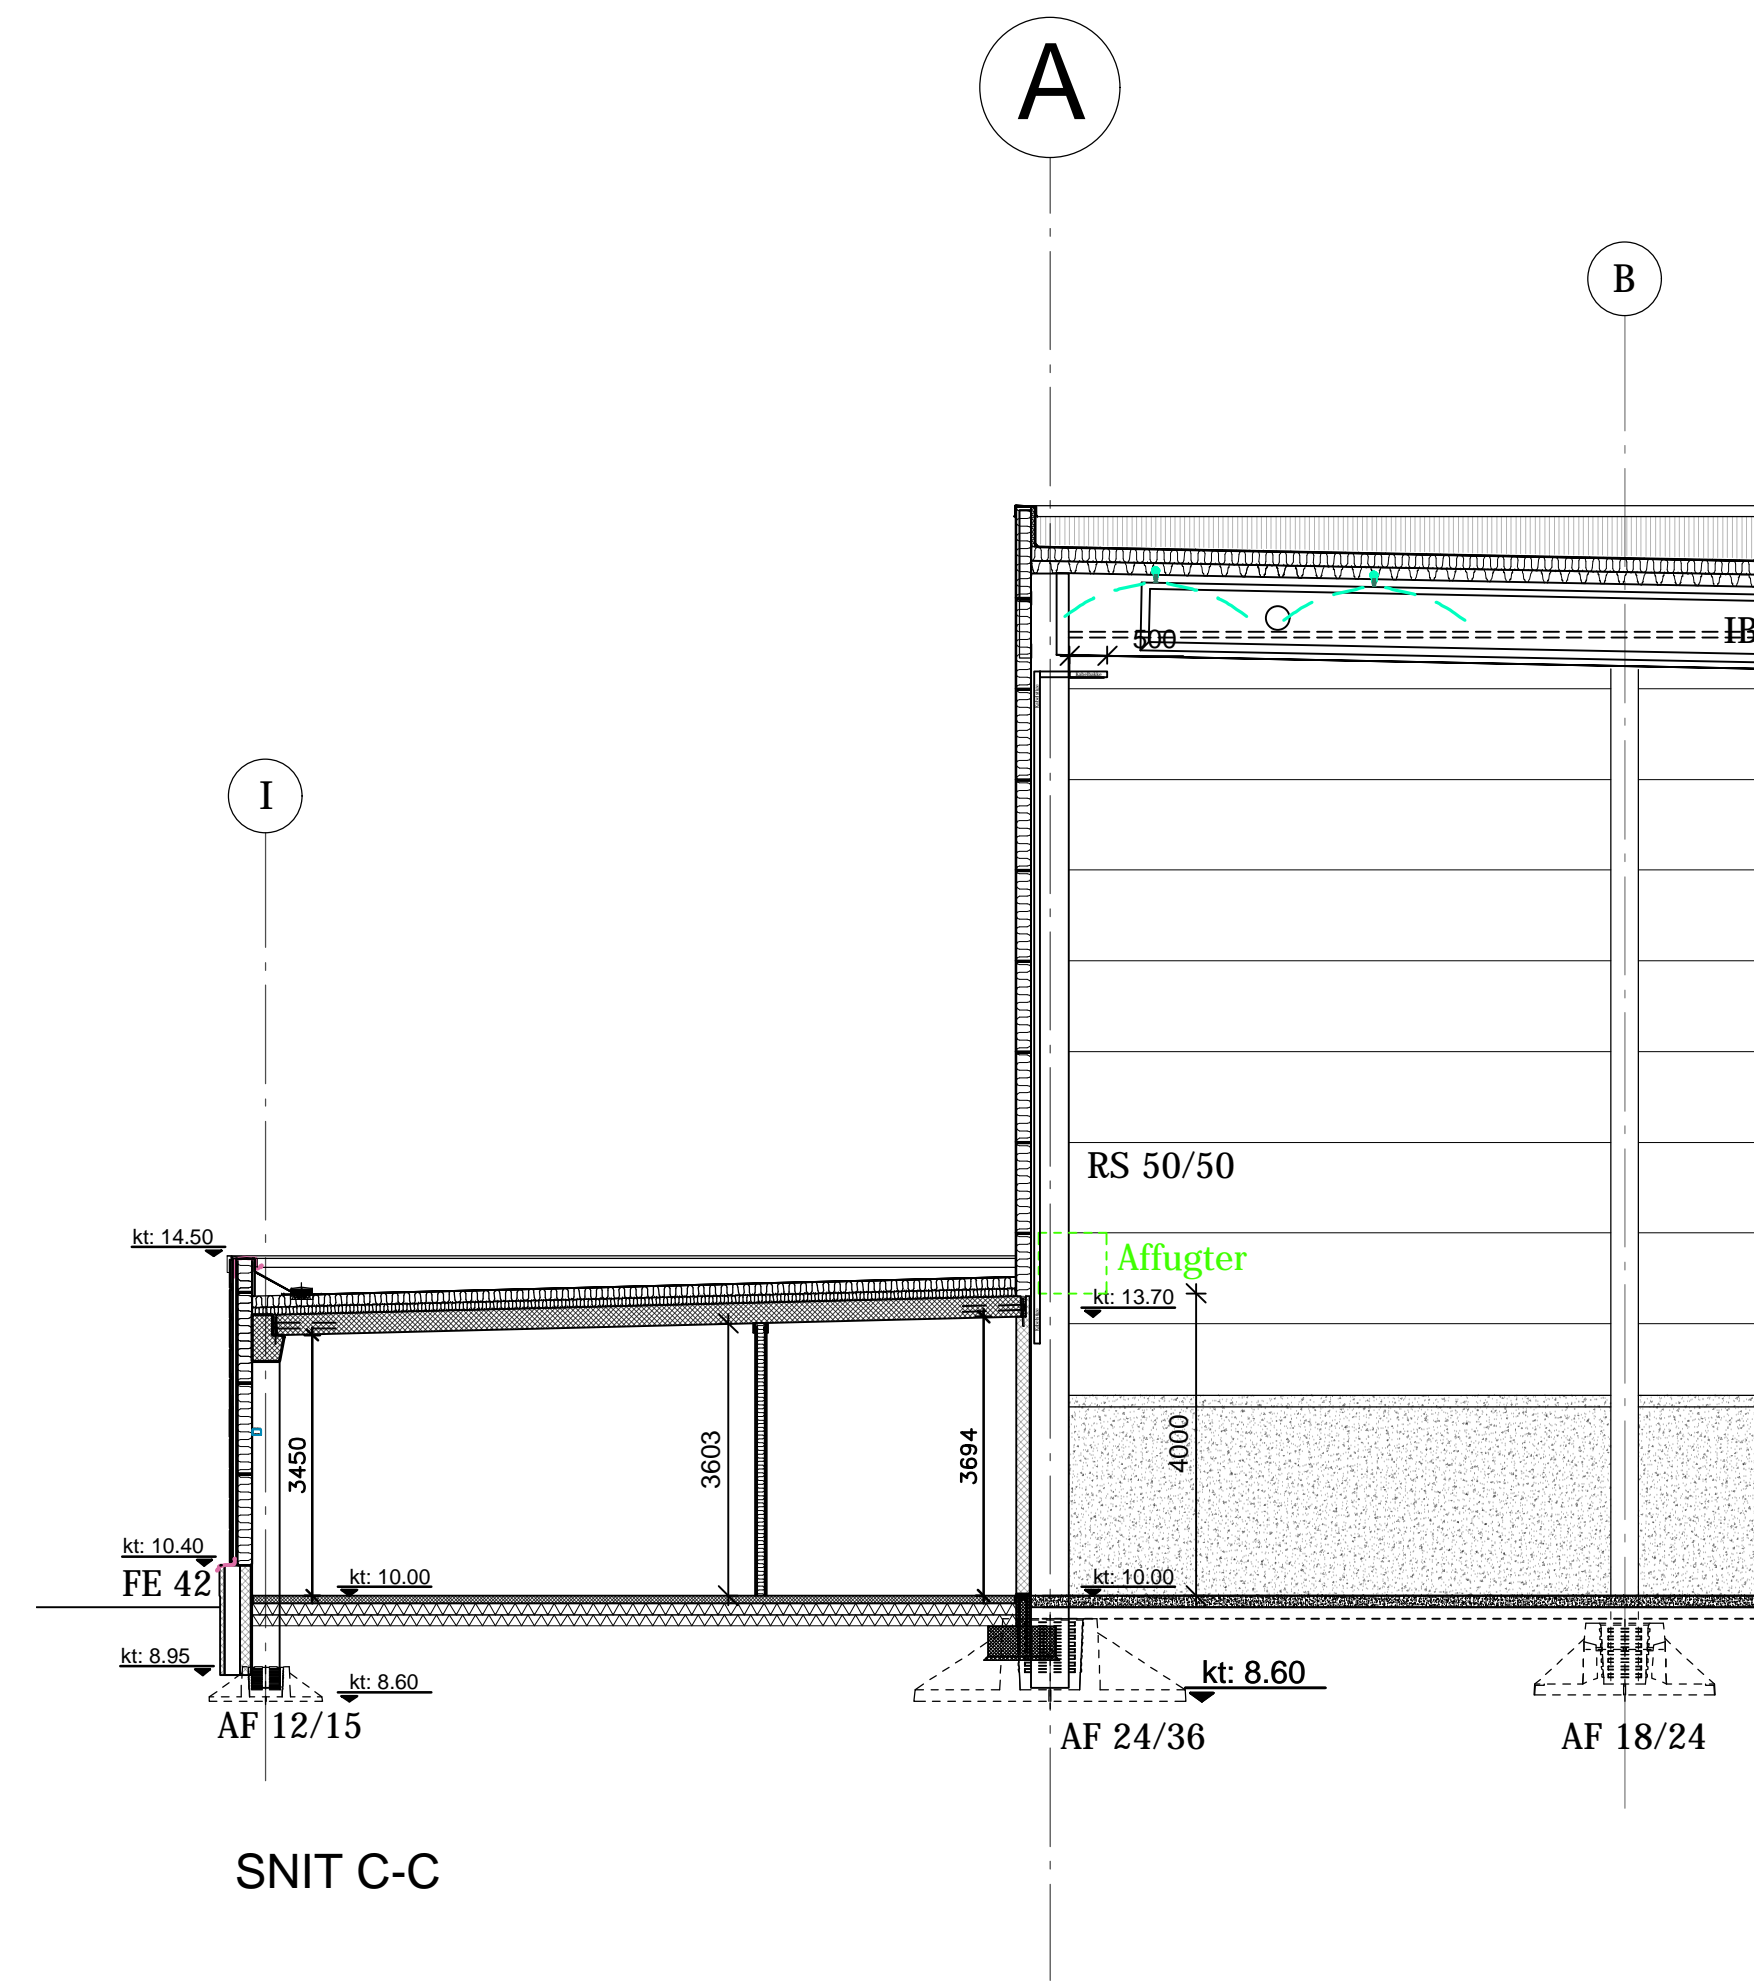 A
B
IB
500
I
RS 50/50
kt: 14.50
Affugter
kt: 13.70
3450
3603
3694
4000
kt: 10.40
FE 42
kt: 10.00
kt: 10.00
kt: 8.95
kt: 8.60
kt: 8.60
AF 12/15
AF 24/36
AF 18/24
SNIT C-C